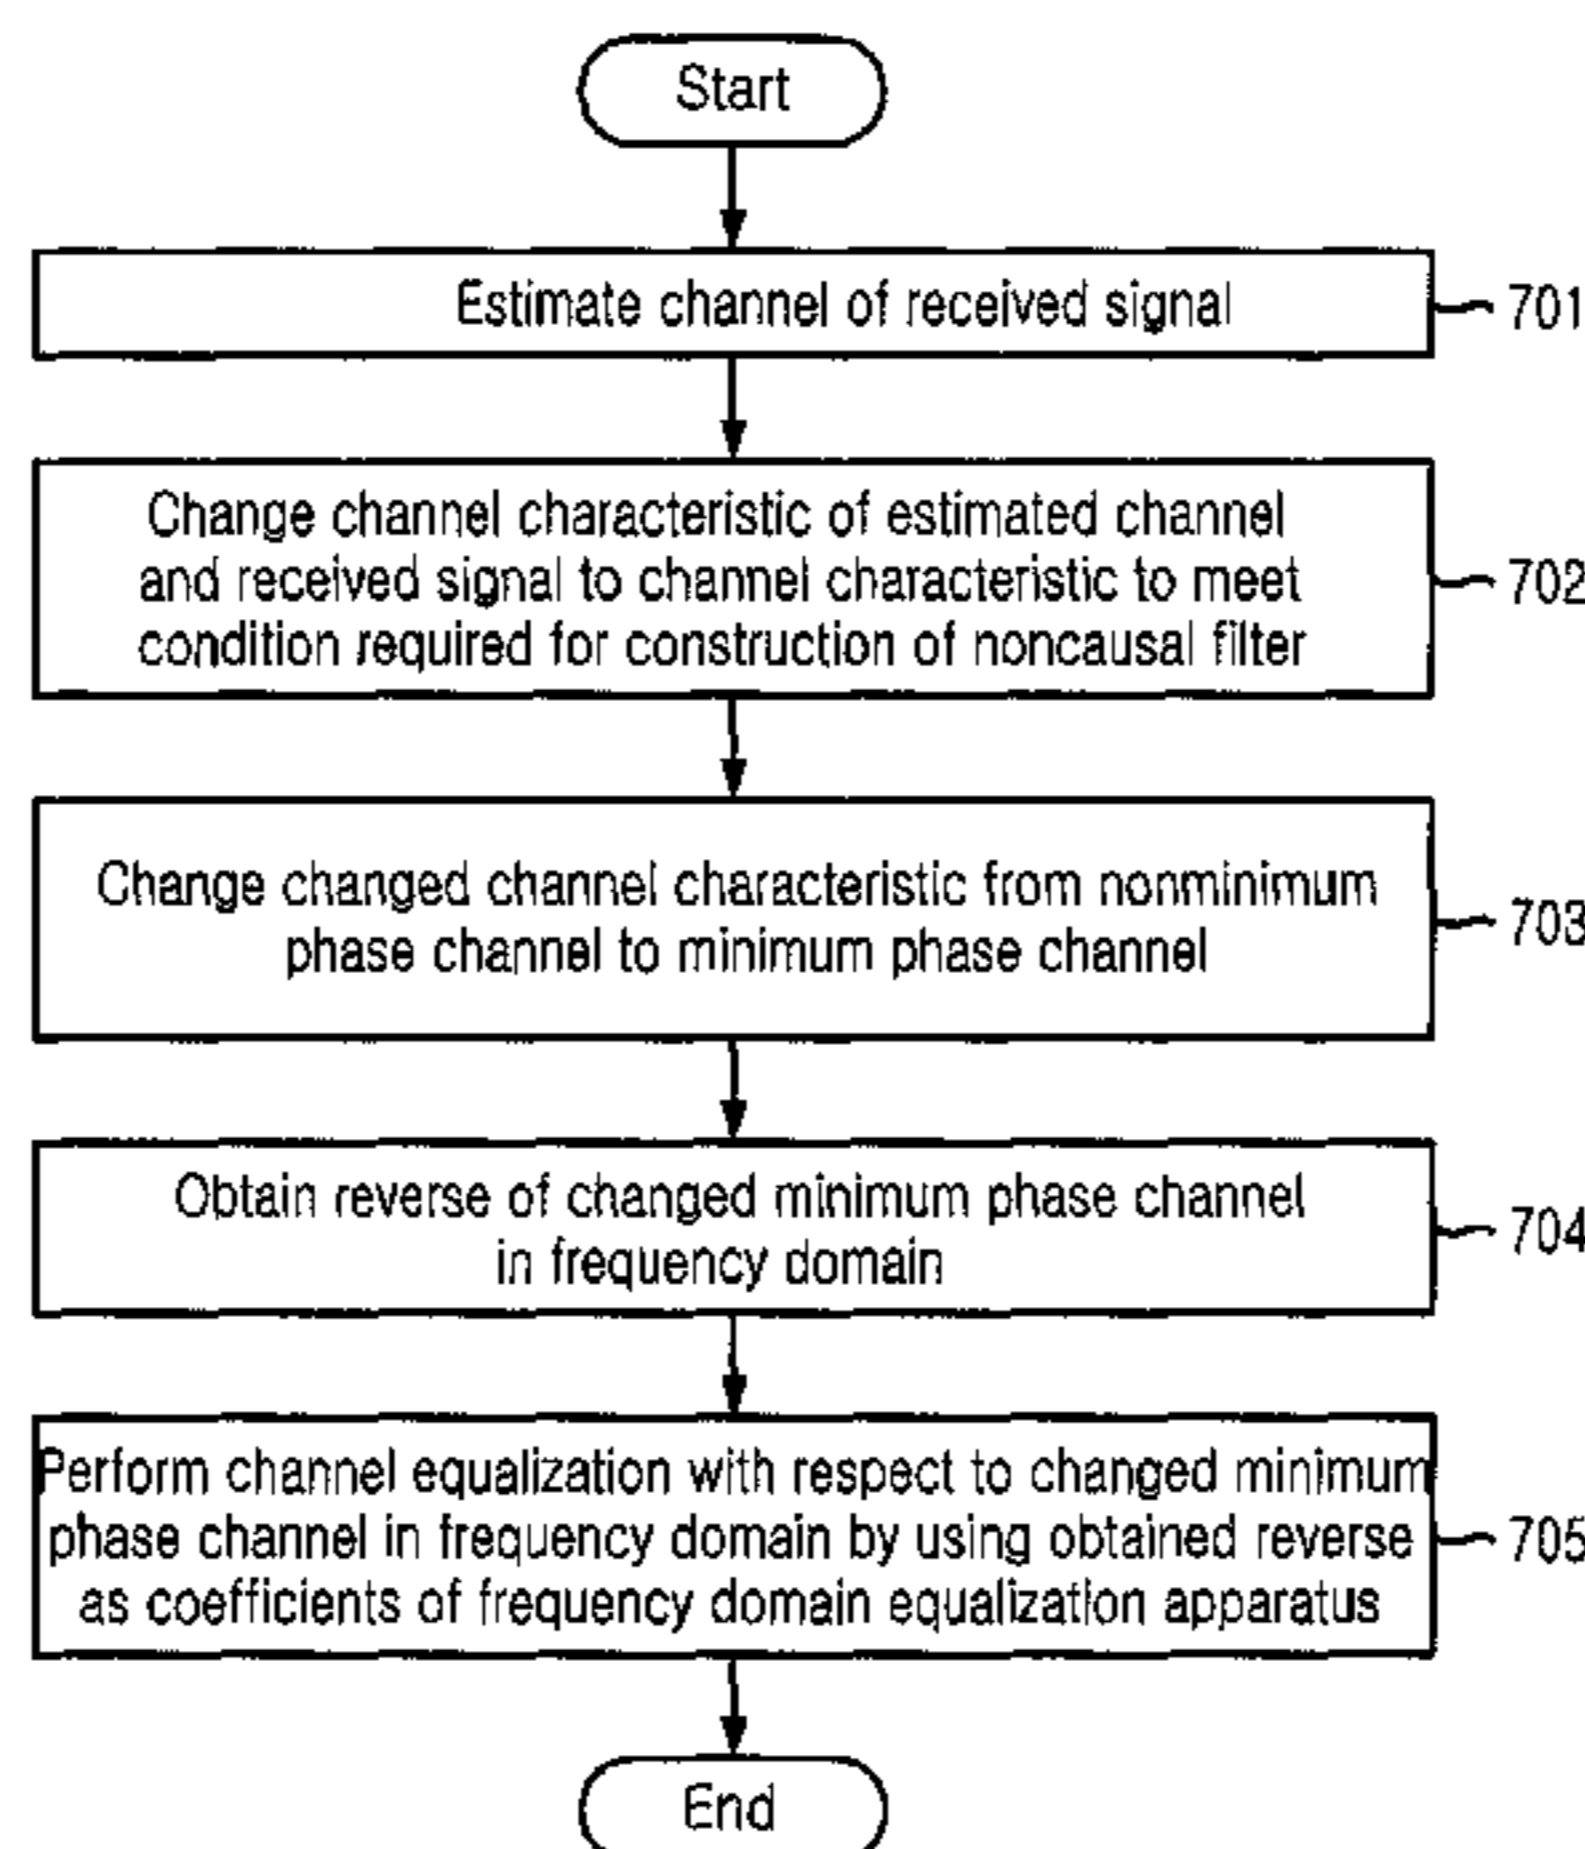 Start
Estimate channel of received signal
701
Change channel characteristic of estimated channel
and received signal to channel characteristic to meet
condition required for construction of noncausal filter
702
Change changed channel characteristic from nonminimum
phase channel to minimum phase channel
703
Obtain reverse of changed minimum phase channel
in frequency domain
704
Perform channel equalization with respect to changed minimum
phase channel in frequency domain by using obtained reverse
as coefficients of frequency domain equalization apparatus
705
End